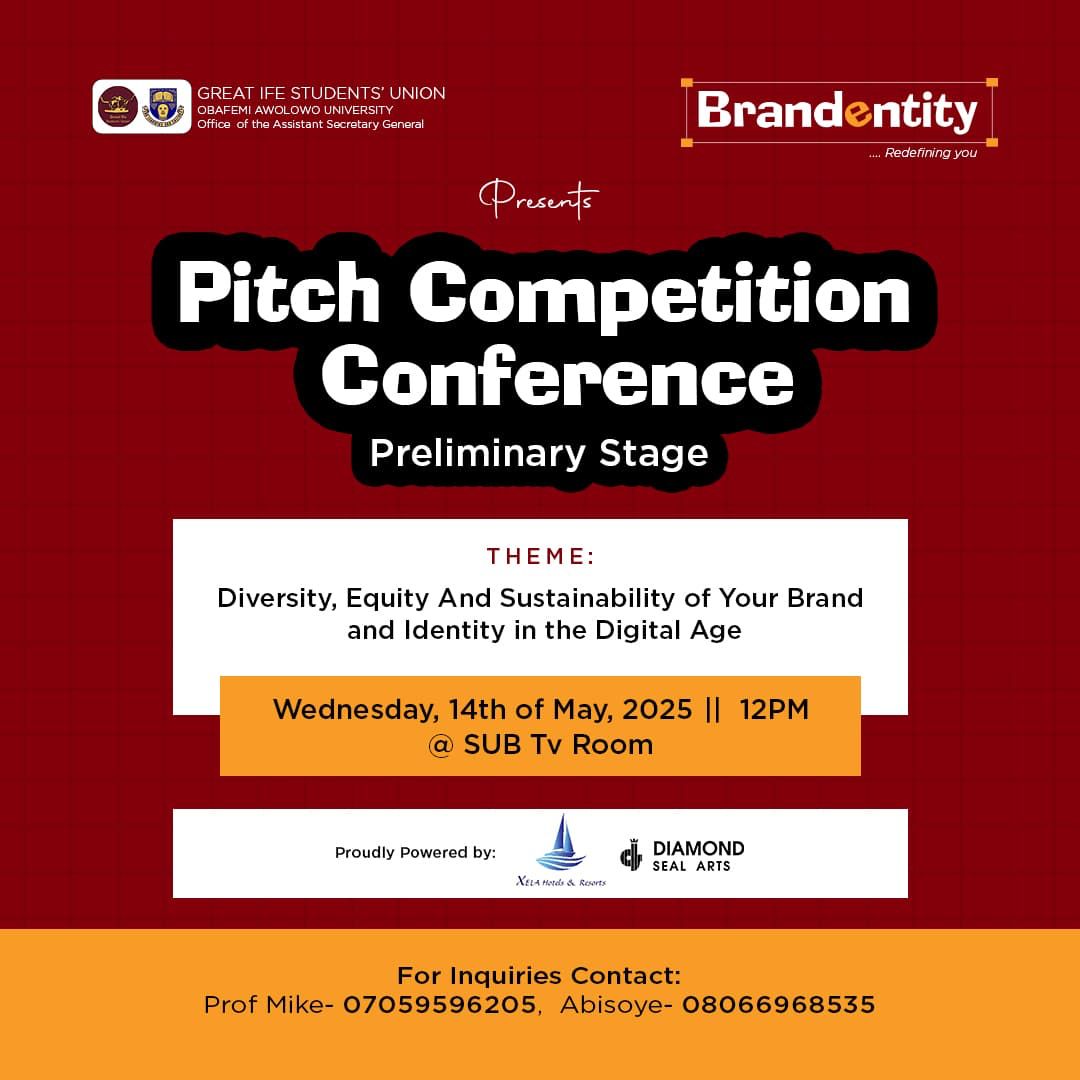 GREAT IFE STUDENTS' UNION
OBAFEMI AWOLOWO UNIVERSITY
Office of the Assistant Secretary General
Brandentity
.... Redefining you
Presents
Pitch Competition
Conference
Preliminary Stage
THEME:
Diversity, Equity And Sustainability of Your Brand
and Identity in the Digital Age
Wednesday, 14th of May, 2025 || 12PM
@ SUB Tv Room
Proudly Powered by:
XELA Hotels & Resorts
DIAMOND
SEAL ARTS
For Inquiries Contact:
Prof Mike- 07059596205, Abisoye- 08066968535